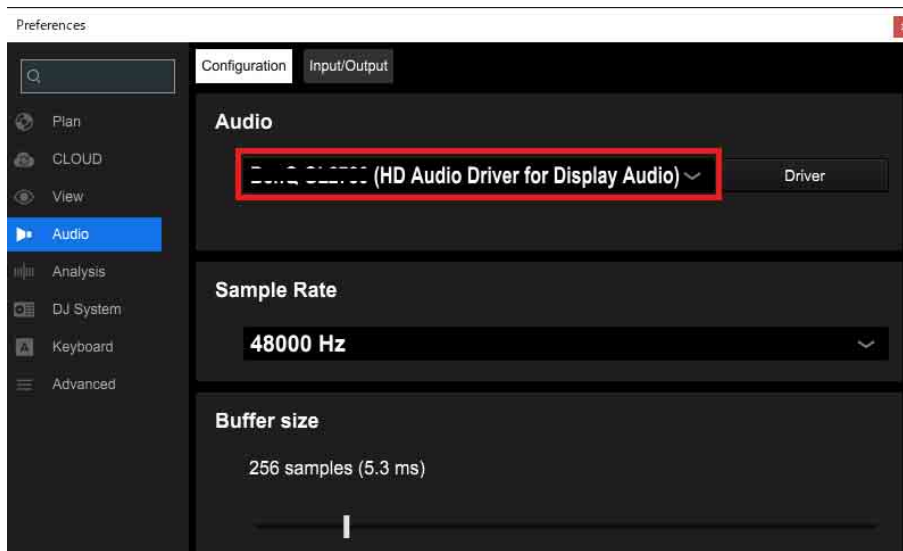 Preferences
Configuration Input/Output
Plan
CLOUD
View
Audio
Analysis
DJ System
Keyboard
Advanced
Audio
(HD Audio Driver for Display Audio) Driver
Sample Rate
48000 Hz
Buffer size
256 samples (5.3 ms)